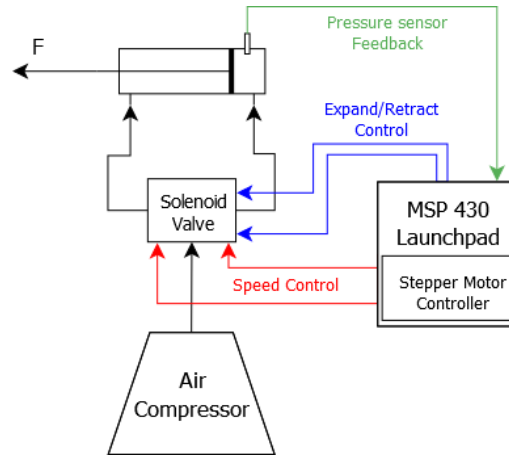 Pressure sensor
Feedback
F
Expand/Retract
Control
Solenoid
Valve
MSP 430
Launchpad
Stepper Motor
Controller
Speed Control
Air
Compressor